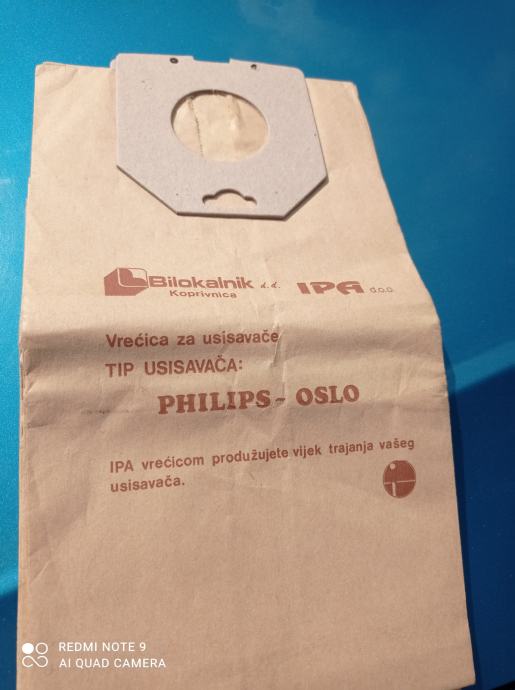 Bilokalnik d.d. IPA d.o.o.
Koprivnica
Vrećica za usisavače
TIP USISAVAČA:
PHILIPS - OSLO
IPA vrećicom produžujete vijek trajanja vašeg
usisavača.
REDMI NOTE 9
AI QUAD CAMERA